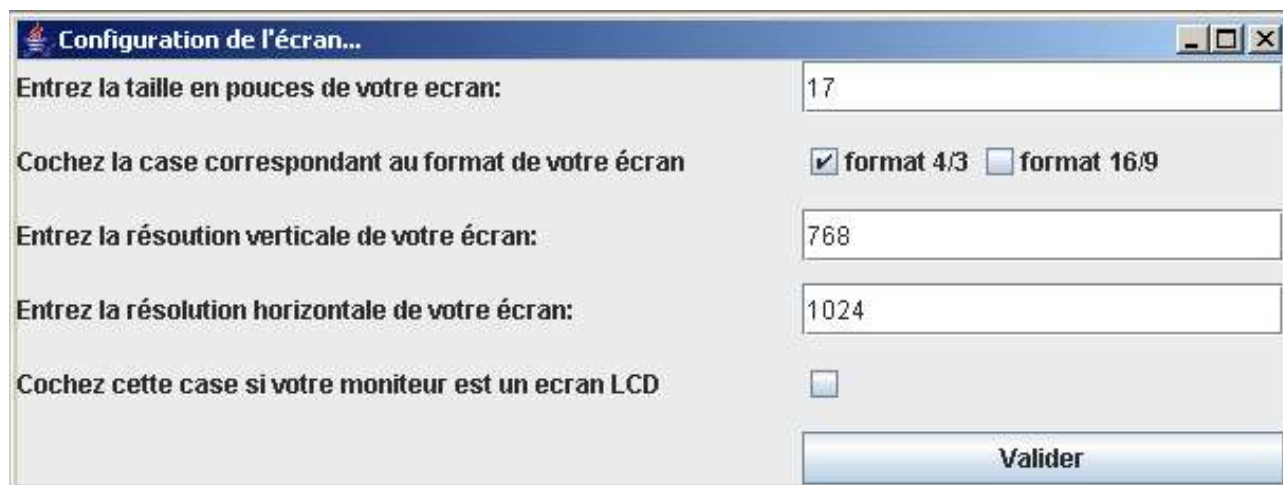 Configuration de l'écran...
Entrez la taille en pouces de votre ecran: 17
Cochez la case correspondant au format de votre écran format 4/3 format 16/9
Entrez la résoution verticale de votre écran: 768
Entrez la résolution horizontale de votre écran: 1024
Cochez cette case si votre moniteur est un ecran LCD
Valider